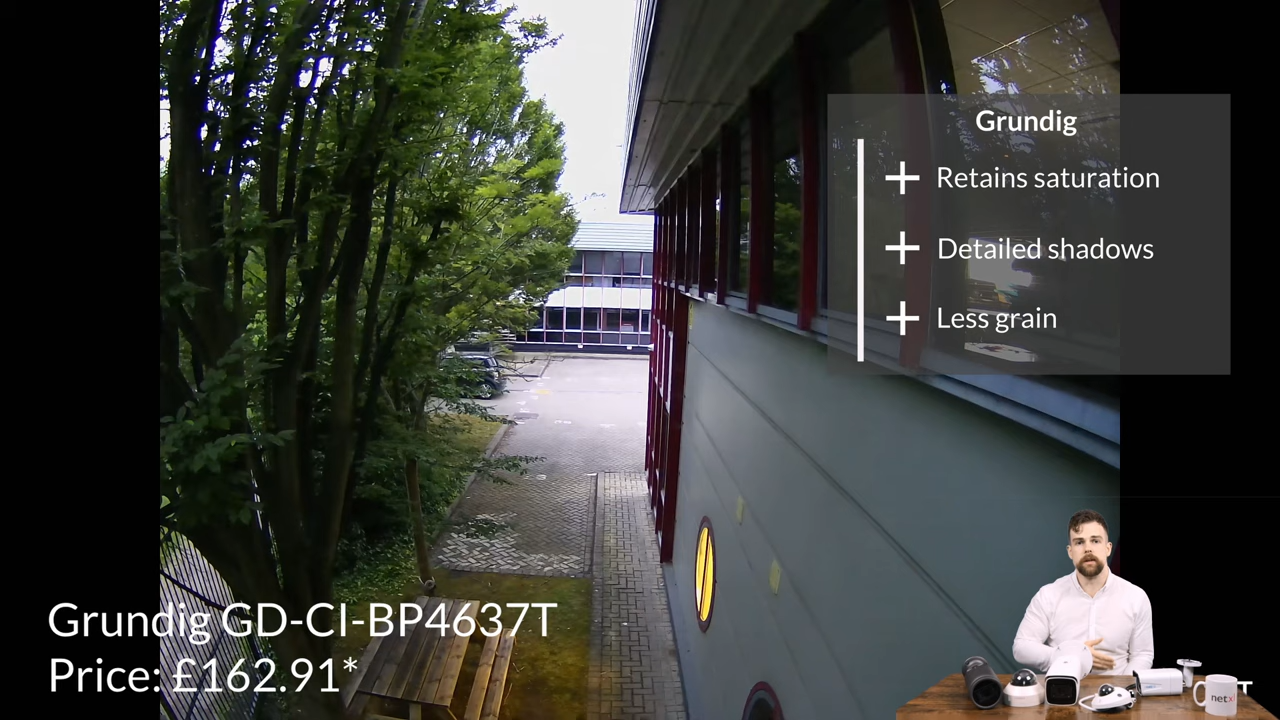 Grundig
+ Retains saturation
+ Detailed shadows
+ Less grain
Grundig GD-CI-BP4637T
Price: £162.91*